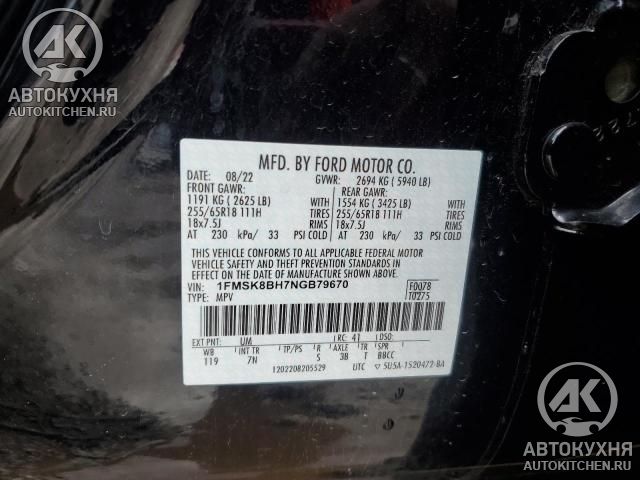 AK
АВТОКУХНЯ
AUTOKITCHEN.RU
MFD. BY FORD MOTOR CO.
DATE: 08/22 GVWR: 2694 KG ( 5940 LB)
FRONT GAWR: REAR GAWR:
1191 KG ( 2625 LB) 1554 KG ( 3425 LB)
255/65R18 111H TIRES 255/65R18 111H TIRES
18x7.5J RIMS 18x7.5J RIMS
AT 230 kPa/ 33 PSI COLD AT 230 kPa/ 33 PSI COLD
THIS VEHICLE CONFORMS TO ALL APPLICABLE FEDERAL MOTOR
VEHICLE SAFETY STANDARDS AND THEFT PREVENTION STANDARD IN
EFFECT ON THE DATE OF MANUFACTURE SHOWN ABOVE.
VIN: 1FMSK8BH7NGB79670 F0078
TYPE: MPV T0275
EXT PNT: UM RC: 41 DSO:
WB INT TR TP/PS R AXLE TR SPR
119 7N S 3B T BBCC
1202208205529 UTC ▽ 5U5A-1520472-BA
AK
АВТОКУХНЯ
AUTOKITCHEN.RU